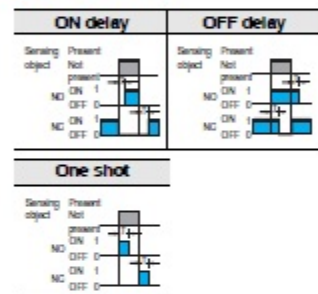 ON delay
OFF delay
Sensing Present
object Not
present
NO ON 1
OFF 0
NC ON 1
OFF 0
Sensing Present
object Not
present
NO ON 1
OFF 0
NC ON 1
OFF 0
One shot
Sensing Present
object Not
present
NO ON 1
OFF 0
NC ON 1
OFF 0